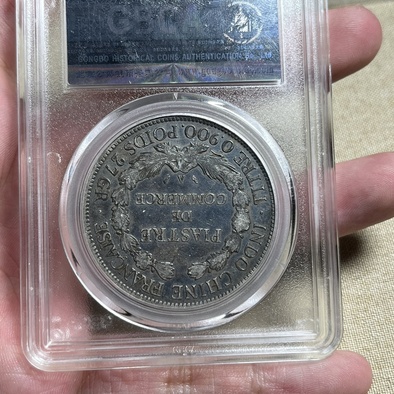 GONGBO HISTORICAL COINS AUTHENTICATION
INDO-CHINE FRANÇAISE
PIASTRE
DE
COMMERCE
A
TITRE 0,900. POIDS 27 GR.